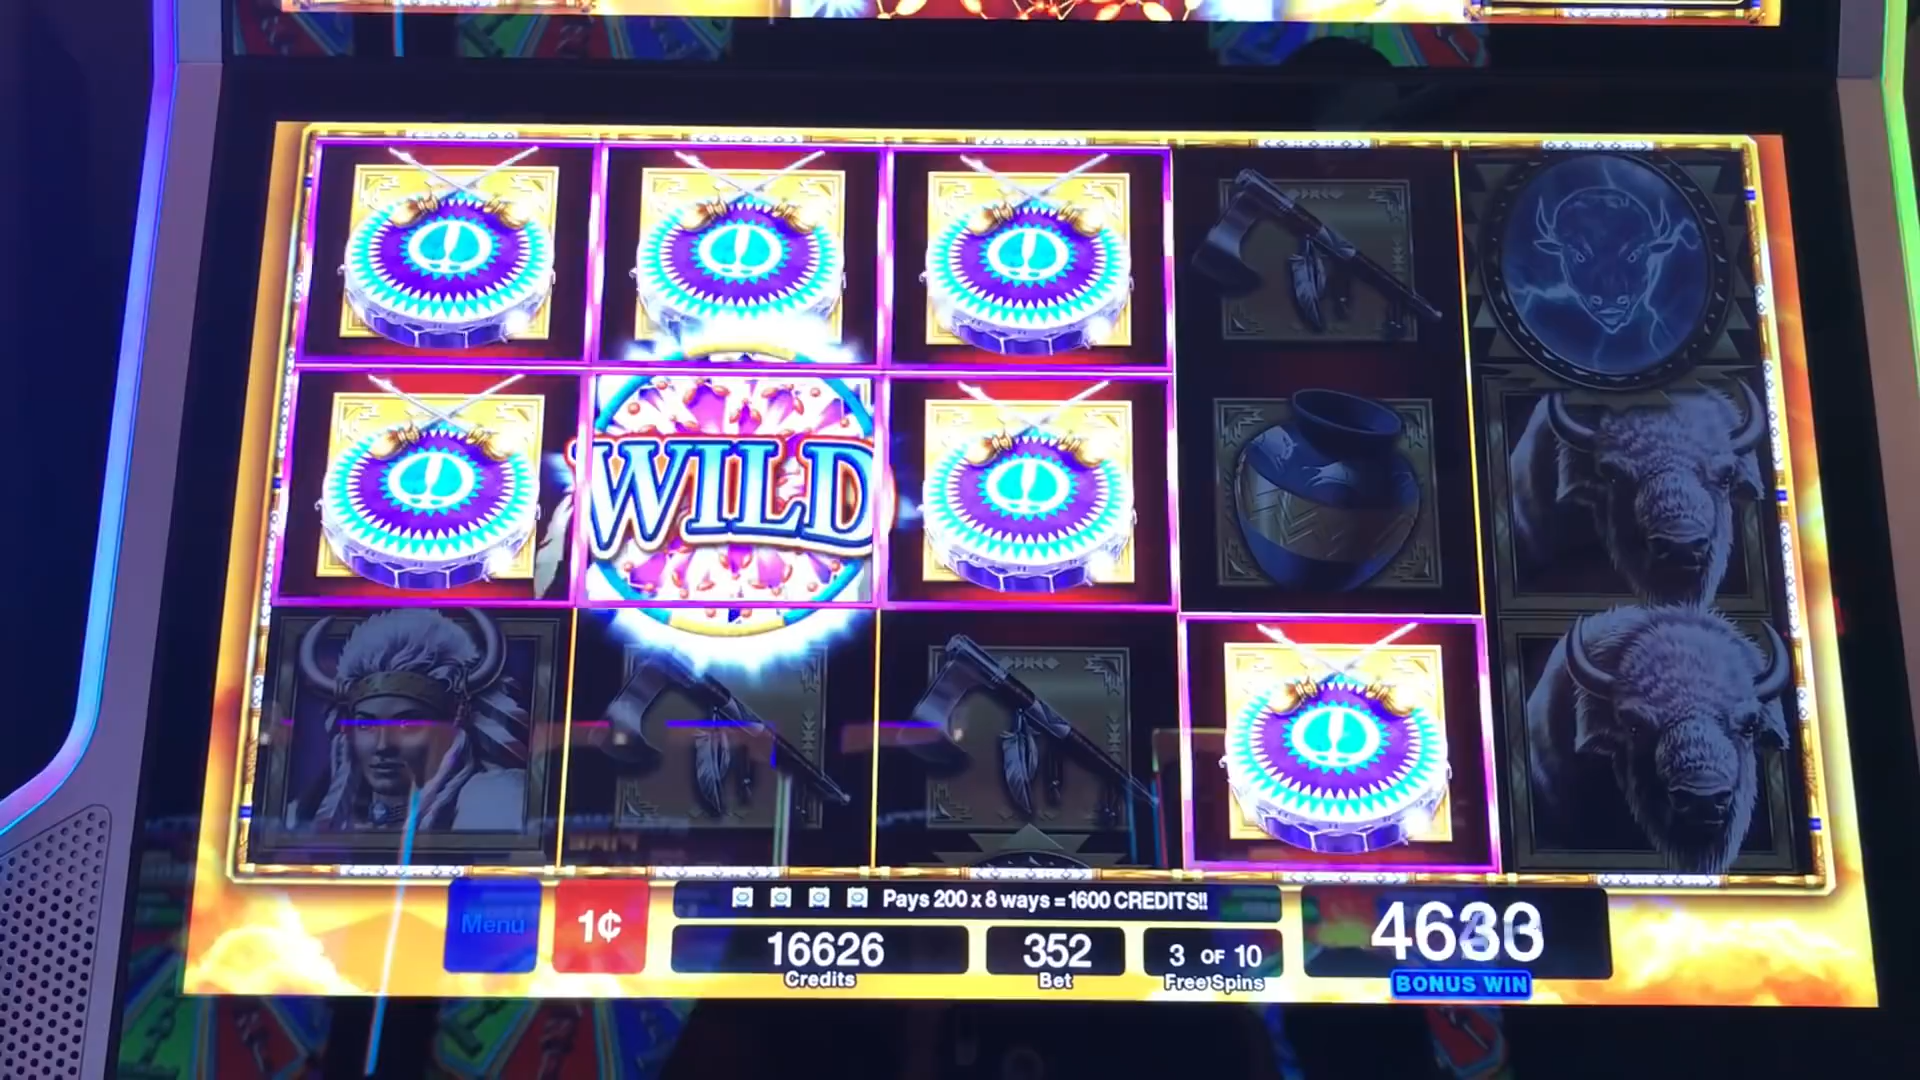 WILD
Menu
1¢
Pays 200 x 8 ways = 1600 CREDITS!!
16626
Credits
352
Bet
3 OF 10
Free Spins
BONUS WIN